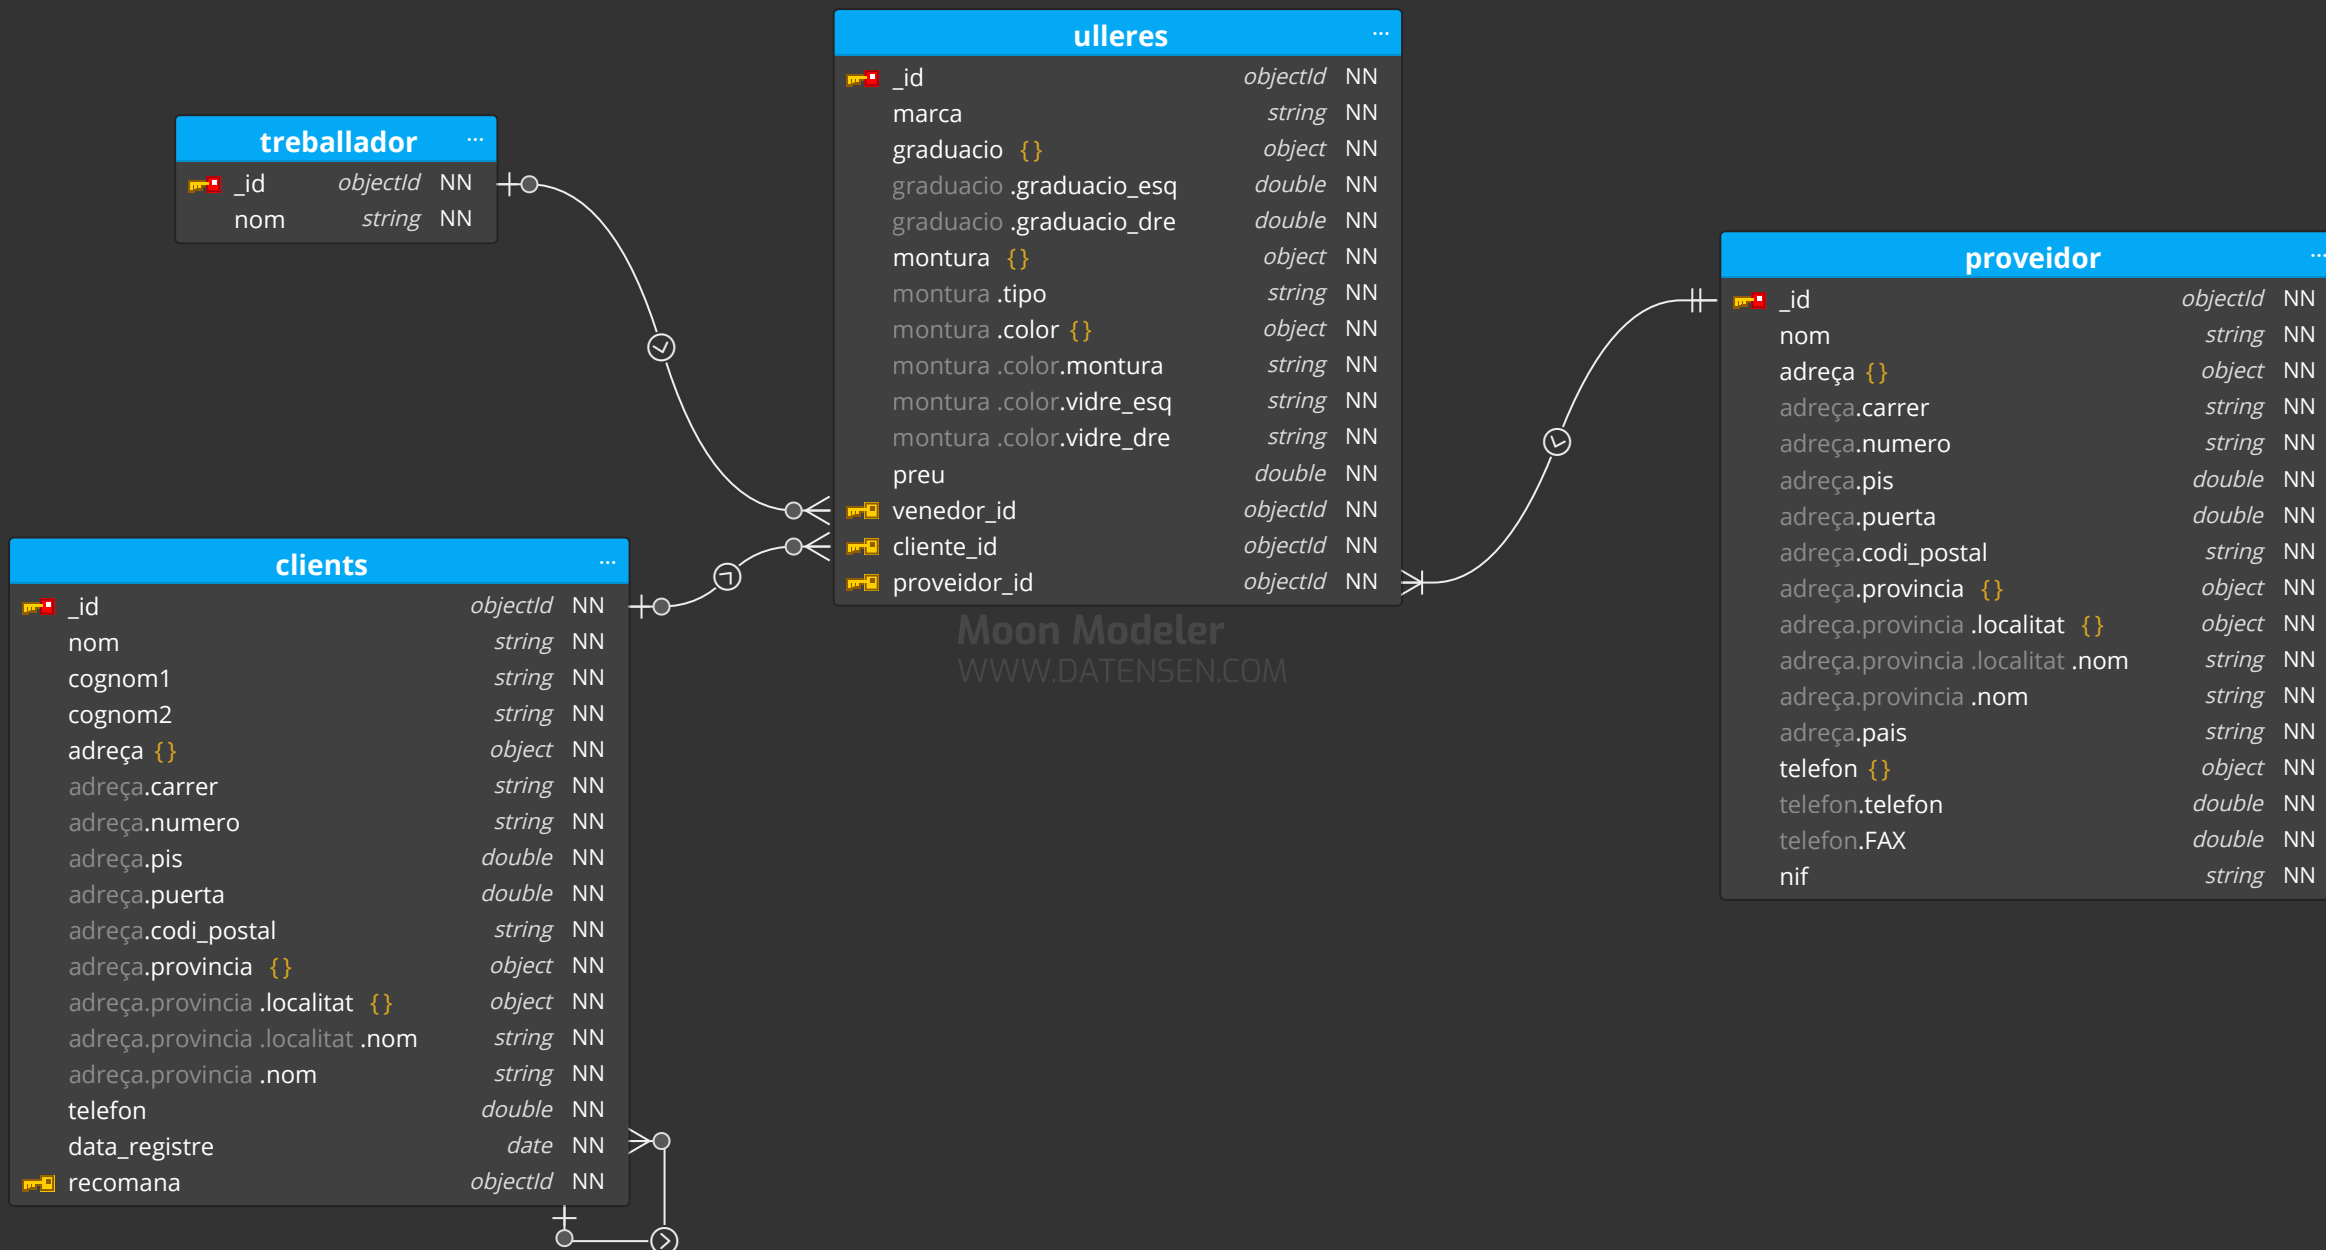 treballador ...
_id objectId NN
nom string NN
ulleres ...
_id objectId NN
marca string NN
graduacio {} object NN
graduacio .graduacio_esq double NN
graduacio .graduacio_dre double NN
montura {} object NN
montura .tipo string NN
montura .color {} object NN
montura .color.montura string NN
montura .color.vidre_esq string NN
montura .color.vidre_dre string NN
preu double NN
venedor_id objectId NN
cliente_id objectId NN
proveidor_id objectId NN
clients ...
_id objectId NN
nom string NN
cognom1 string NN
cognom2 string NN
adreça {} object NN
adreça.carrer string NN
adreça.numero string NN
adreça.pis double NN
adreça.puerta double NN
adreça.codi_postal string NN
adreça.provincia {} object NN
adreça.provincia .localitat {} object NN
adreça.provincia .localitat .nom string NN
adreça.provincia .nom string NN
telefon double NN
data_registre date NN
recomana objectId NN
proveidor ...
_id objectId NN
nom string NN
adreça {} object NN
adreça.carrer string NN
adreça.numero string NN
adreça.pis double NN
adreça.puerta double NN
adreça.codi_postal string NN
adreça.provincia {} object NN
adreça.provincia .localitat {} object NN
adreça.provincia .localitat .nom string NN
adreça.provincia .nom string NN
adreça.pais string NN
telefon {} object NN
telefon.telefon double NN
telefon.FAX double NN
nif string NN
Moon Modeler
WWW.DATENSEN.COM